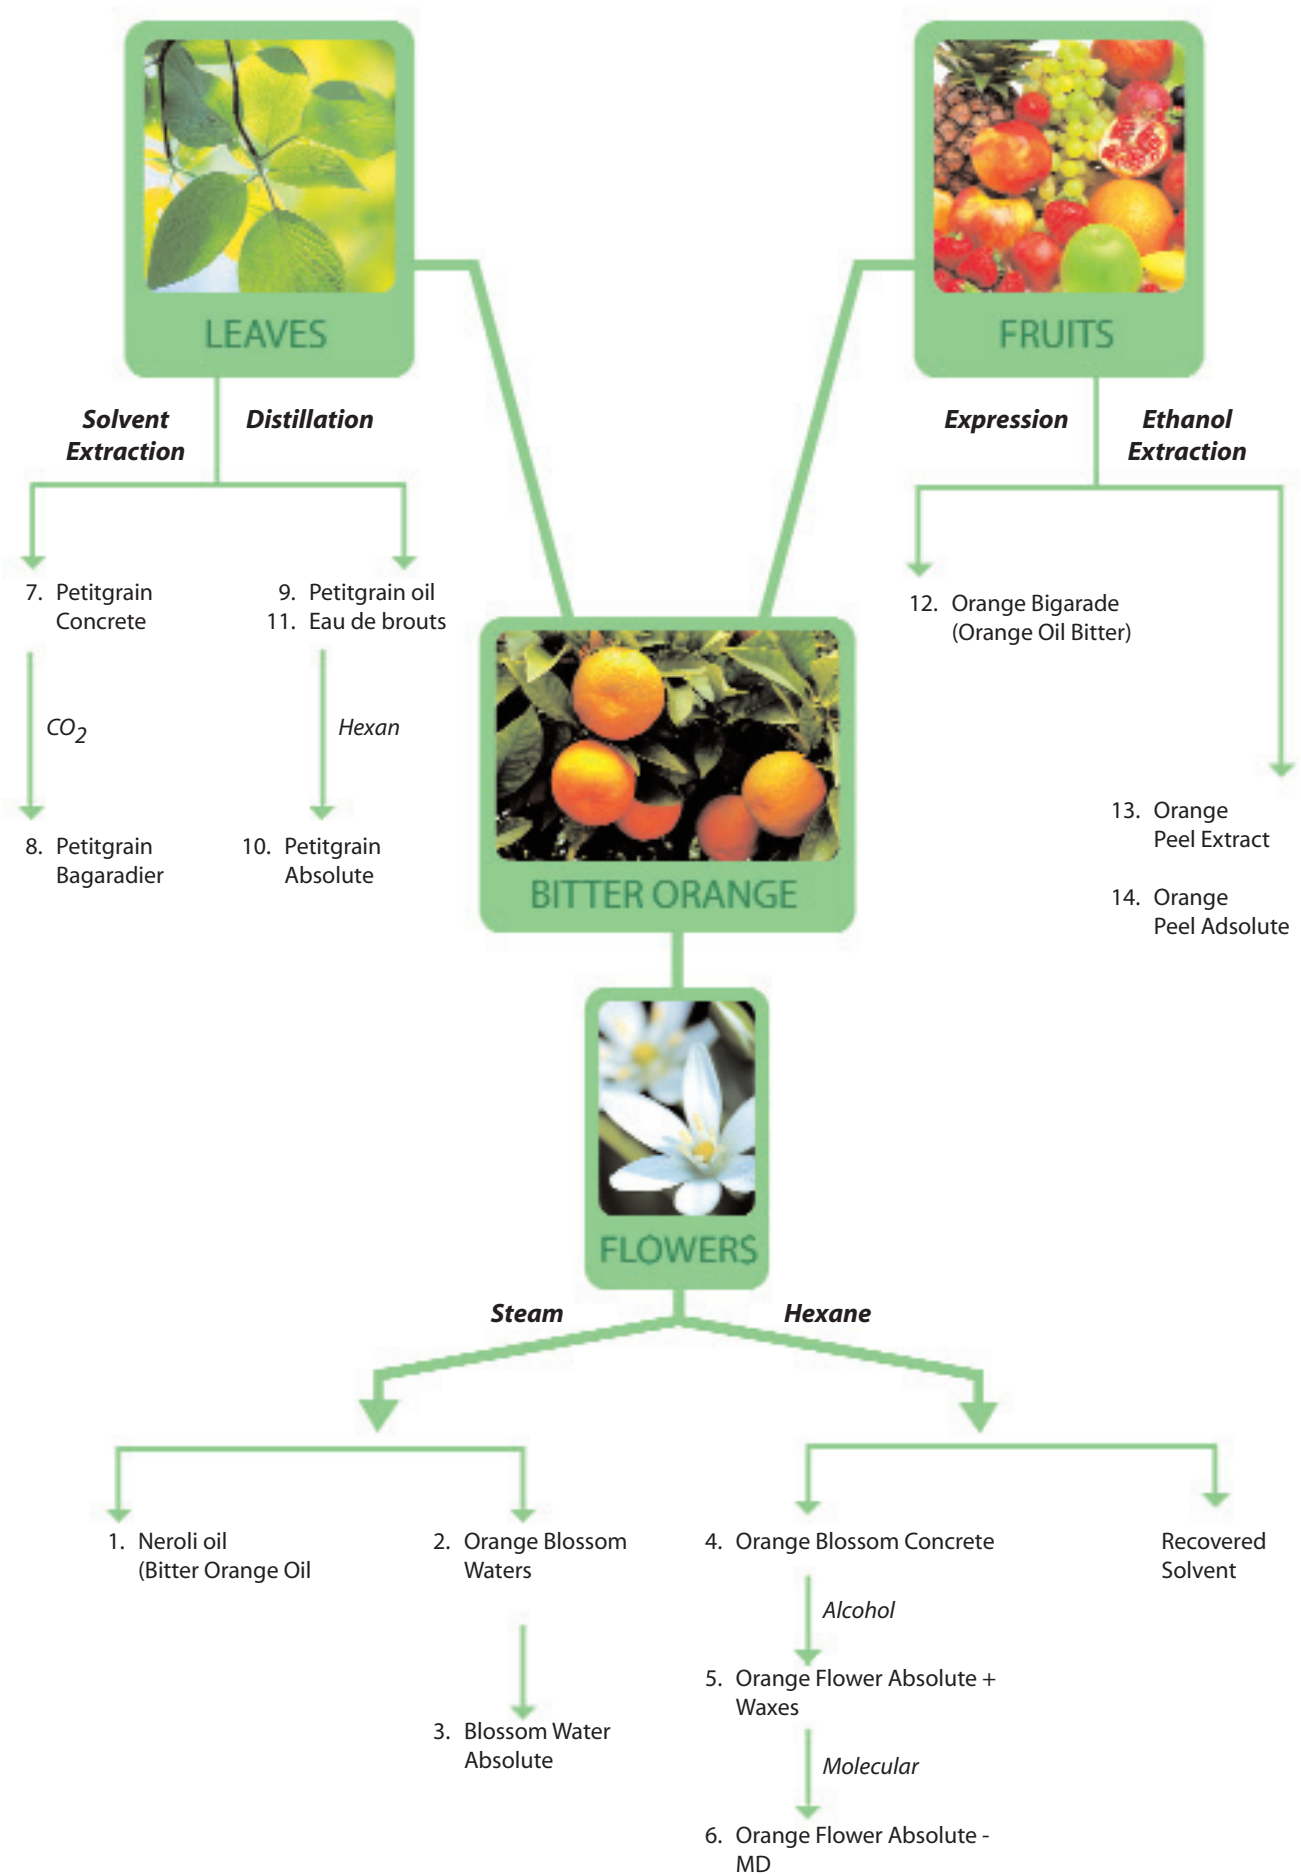 LEAVES
FRUITS
Solvent
Extraction
Distillation
Expression
Ethanol
Extraction
7. Petitgrain
Concrete
9. Petitgrain oil
11. Eau de brouts
12. Orange Bigarade
(Orange Oil Bitter)
CO2
Hexan
8. Petitgrain
Bagaradier
10. Petitgrain
Absolute
13. Orange
Peel Extract
14. Orange
Peel Adsolute
BITTER ORANGE
FLOWERS
Steam
Hexane
1. Neroli oil
(Bitter Orange Oil
2. Orange Blossom
Waters
4. Orange Blossom Concrete
Recovered
Solvent
Alcohol
5. Orange Flower Absolute +
Waxes
3. Blossom Water
Absolute
Molecular
6. Orange Flower Absolute -
MD